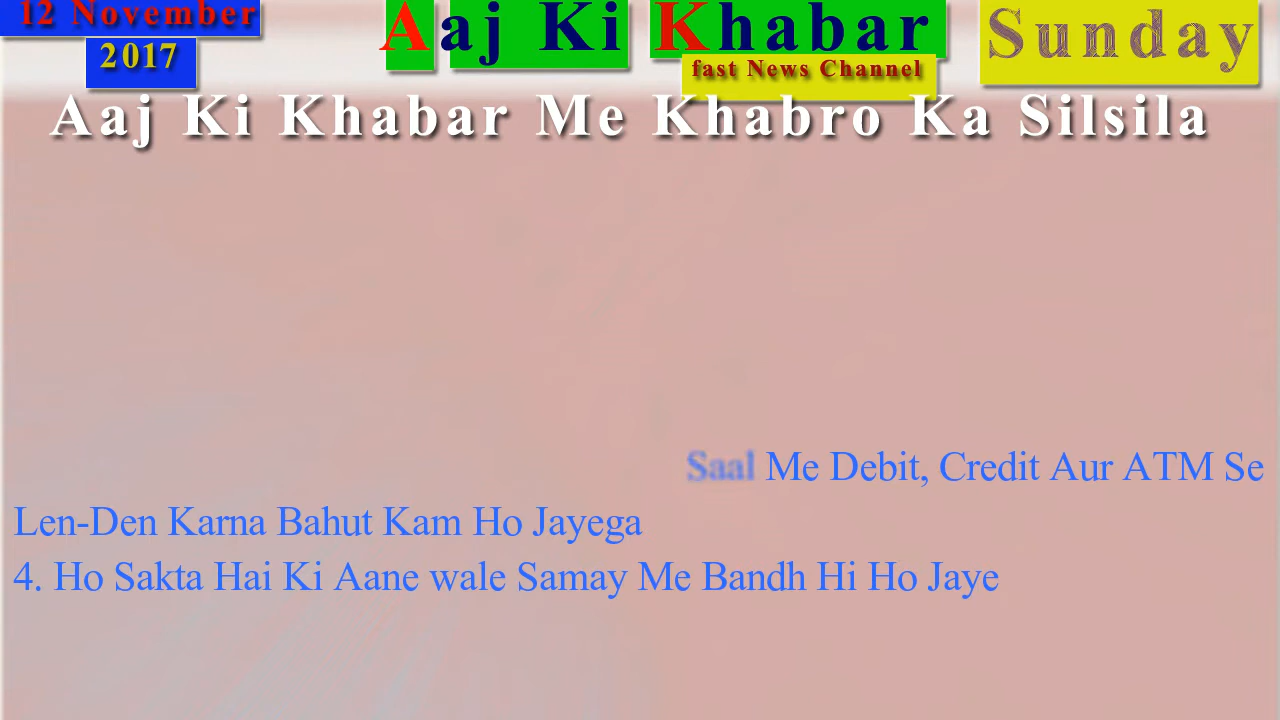 12 November
2017
Aaj Ki Khabar
fast News Channel
Sunday
Aaj Ki Khabar Me Khabro Ka Silsila
Saal Me Debit, Credit Aur ATM Se
Len-Den Karna Bahut Kam Ho Jayega
4. Ho Sakta Hai Ki Aane wale Samay Me Bandh Hi Ho Jaye